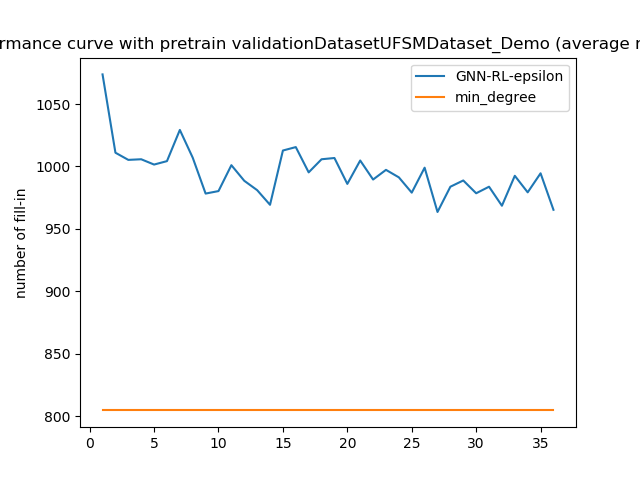 rmance curve with pretrain validationDatasetUFSMDataset_Demo (average
GNN-RL-epsilon
min_degree
number of fill-in
1050
1000
950
900
850
800
0 5 10 15 20 25 30 35